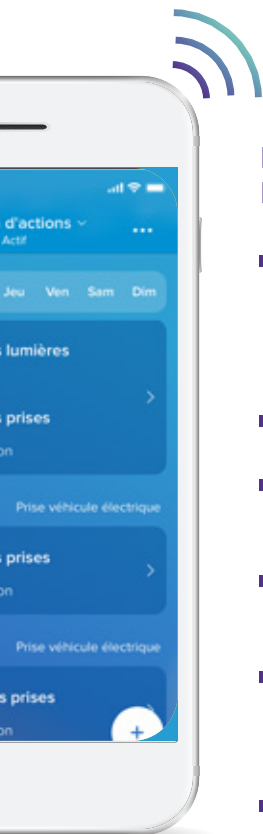 d'actions
Actif
Jeu Ven Sam Dim
lumières
prises
on
Prise véhicule électrique
prises
on
Prise véhicule électrique
s prises
on
+